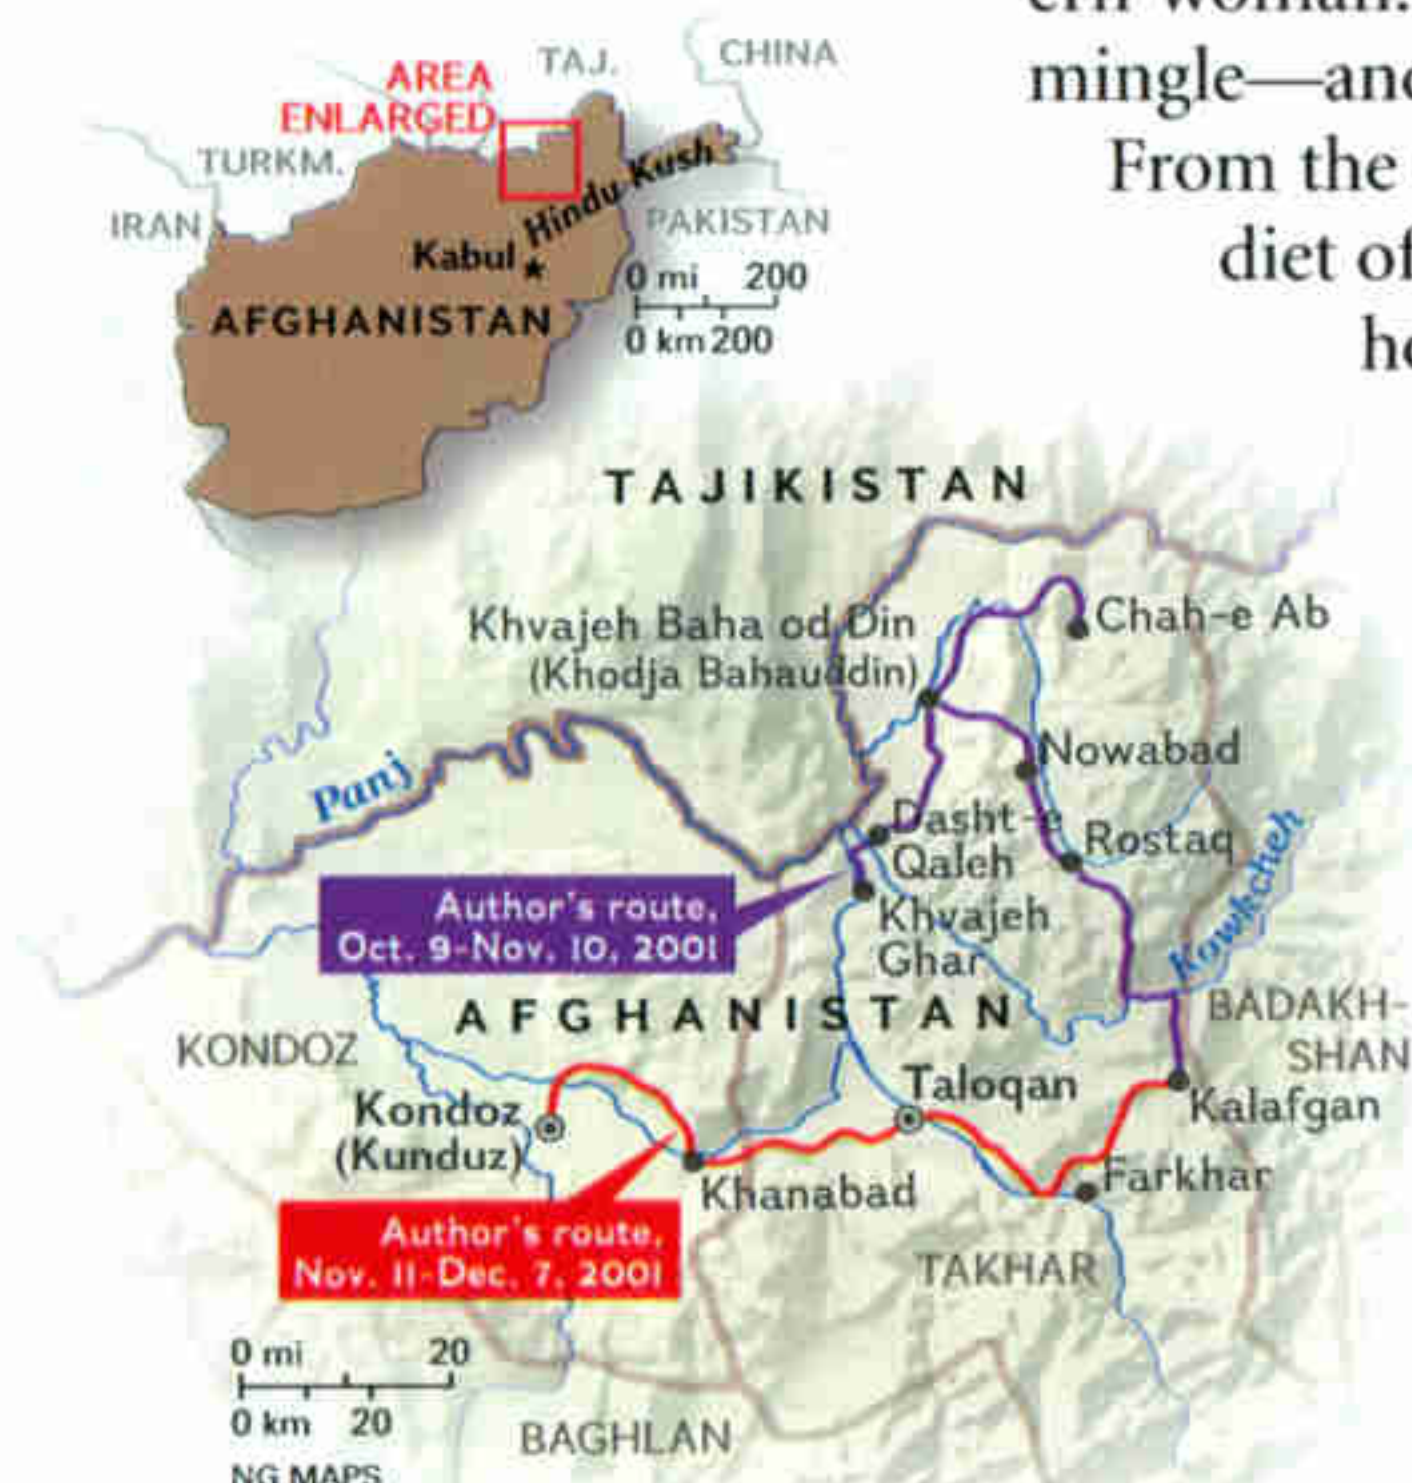 ern woman.
mingle—and
From the
diet of
ho
AREA
ENLARGED
TAJ.
CHINA
TURKM.
IRAN
Hindu Kush
PAKISTAN
Kabul
AFGHANISTAN
0 mi 200
0 km 200
TAJIKISTAN
Khvajeh Baha od Din
(Khodja Bahauddin)
Chah-e Ab
Panj
Nowabad
Dasht-e
Qaleh
Rostaq
Kowkcheh
Author's route,
Oct. 9-Nov. 10, 2001
Khvajeh
Ghar
AFGHANISTAN
BADAKH-
SHAN
KONDOZ
Taloqan
Kalafgan
Kondoz
(Kunduz)
Khanabad
Farkhar
Author's route,
Nov. 11-Dec. 7, 2001
TAKHAR
0 mi 20
0 km 20
BAGHLAN
NG MAPS